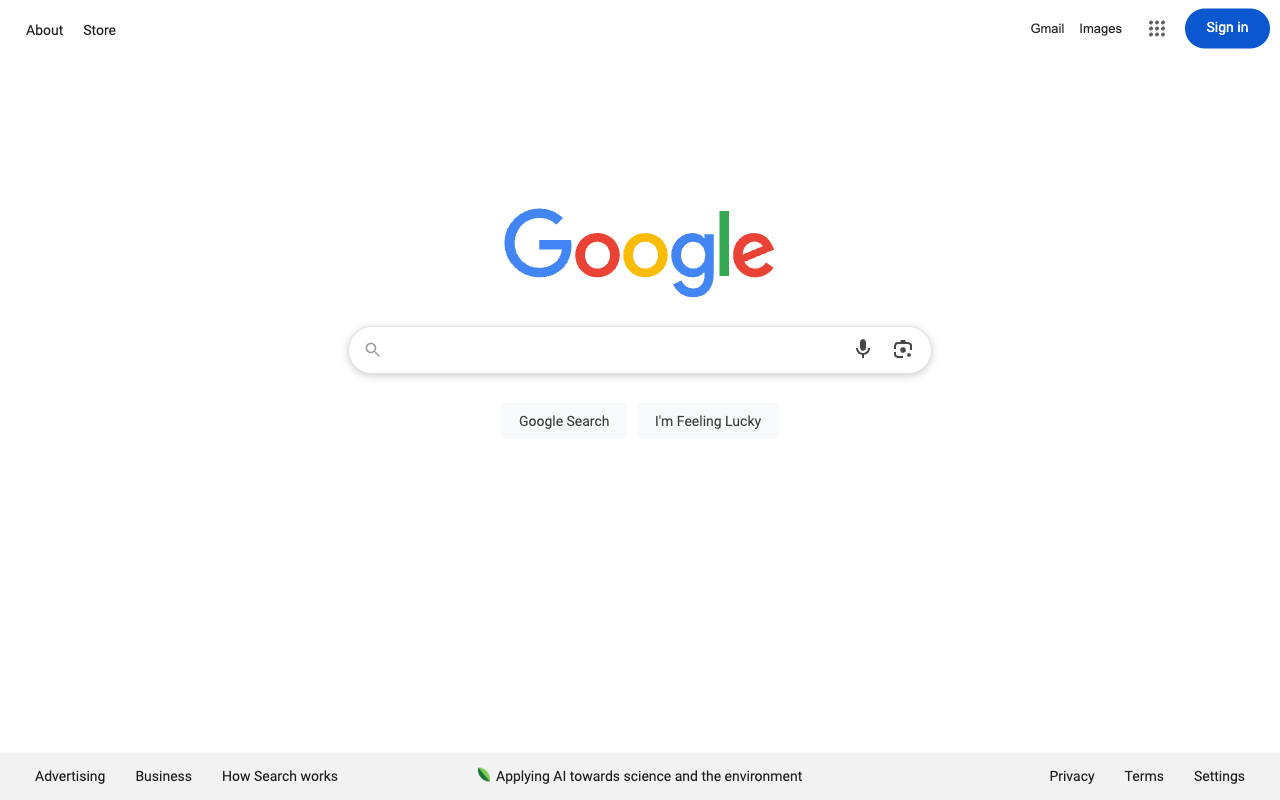 About Store
Gmail Images Sign in
Google
Google Search I'm Feeling Lucky
Advertising Business How Search works Applying AI towards science and the environment Privacy Terms Settings